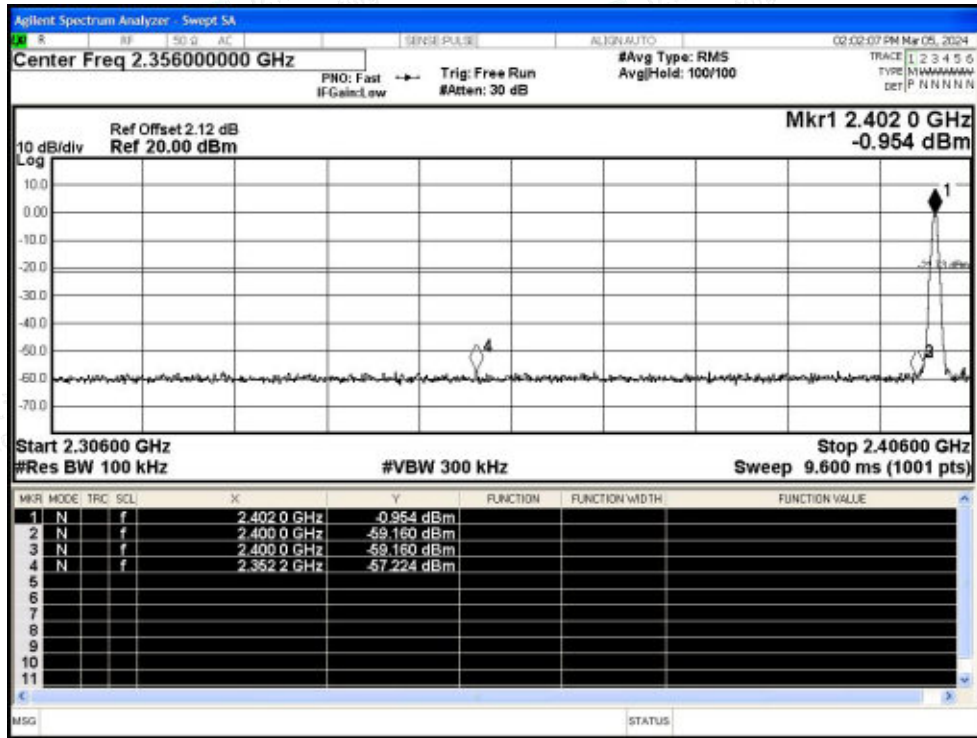 Agilent Spectrum Analyzer - Swept SA
R RF 50 Ω AC SENSE:PULSE ALIGNAUTO 02:02:07 PM Mar 05, 2024
Center Freq 2.356000000 GHz
PNO: Fast Trig: Free Run #Avg Type: RMS TRACE 1 2 3 4 5 6
IFGain:Low #Atten: 30 dB Avg|Hold: 100/100 TYPE M WWWWW
DET P N N N N N
Mkr1 2.402 0 GHz
-0.954 dBm
Ref Offset 2.12 dB
10 dB/div Ref 20.00 dBm
Log
10.0
0.00
-10.0
-20.0
-30.0
-40.0
-50.0
-60.0
-70.0
1
4
Start 2.30600 GHz Stop 2.40600 GHz
#Res BW 100 kHz #VBW 300 kHz Sweep 9.600 ms (1001 pts)
MKR MODE TRC SCL X Y FUNCTION FUNCTION WIDTH FUNCTION VALUE
1 N f 2.402 0 GHz -0.954 dBm
2 N f 2.400 0 GHz -59.160 dBm
3 N f 2.400 0 GHz -59.160 dBm
4 N f 2.352 2 GHz -57.224 dBm
5
6
7
8
9
10
11
MSG STATUS